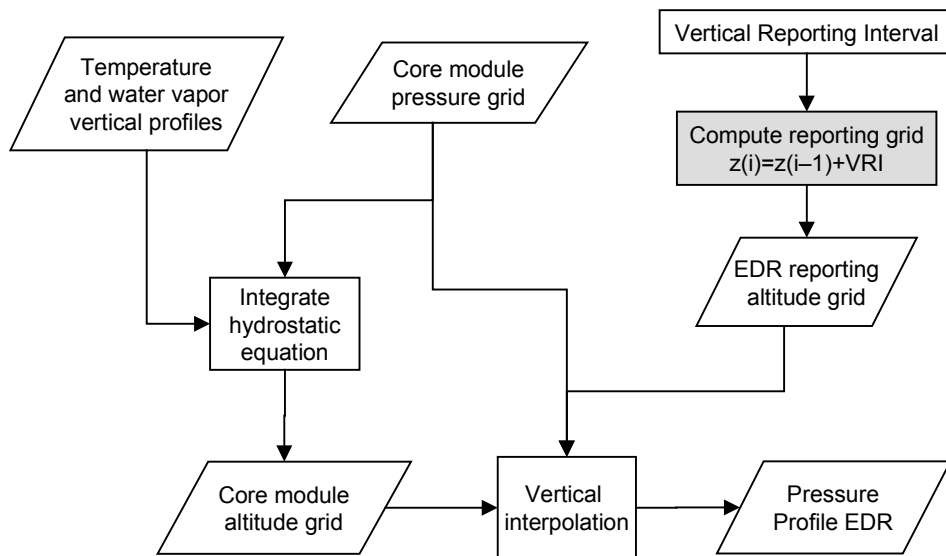 Vertical Reporting Interval
Temperature
and water vapor
vertical profiles
Core module
pressure grid
Compute reporting grid
z(i)=z(i–1)+VRI
EDR reporting
altitude grid
Integrate
hydrostatic
equation
Core module
altitude grid
Vertical
interpolation
Pressure
Profile EDR